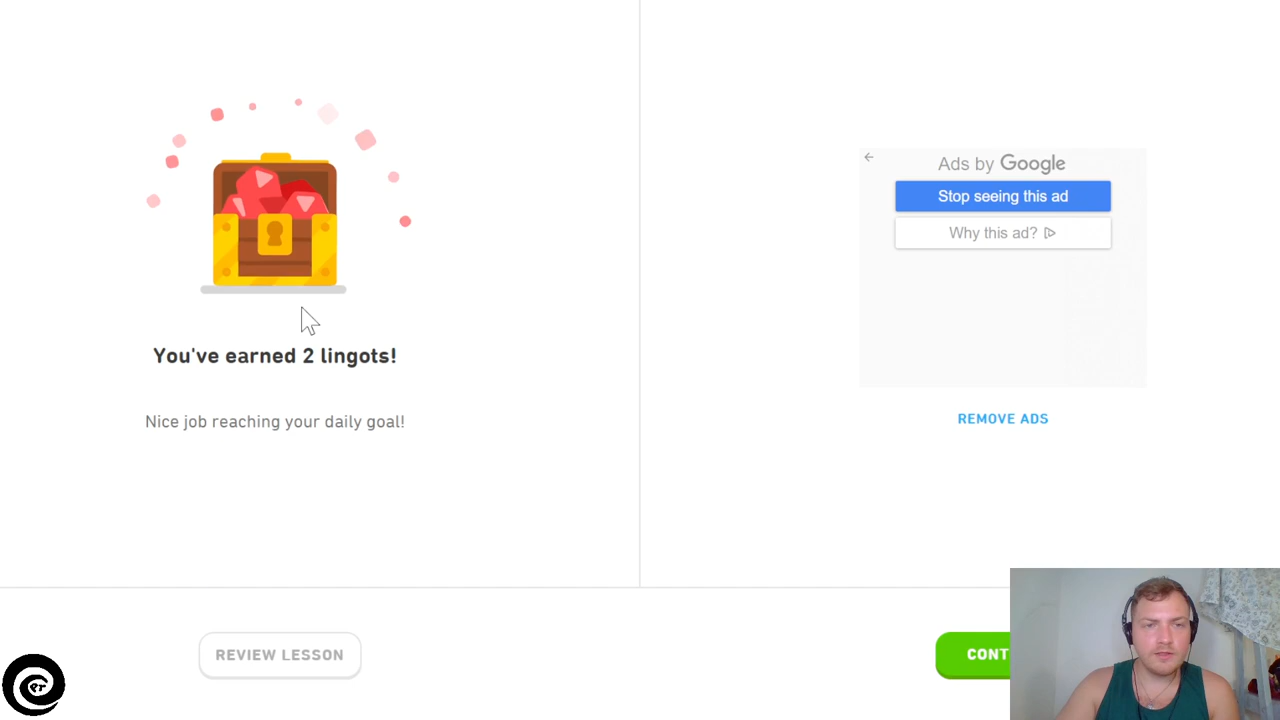 You've earned 2 lingots!
Nice job reaching your daily goal!
Ads by Google
Stop seeing this ad
Why this ad?
REMOVE ADS
REVIEW LESSON
CONT